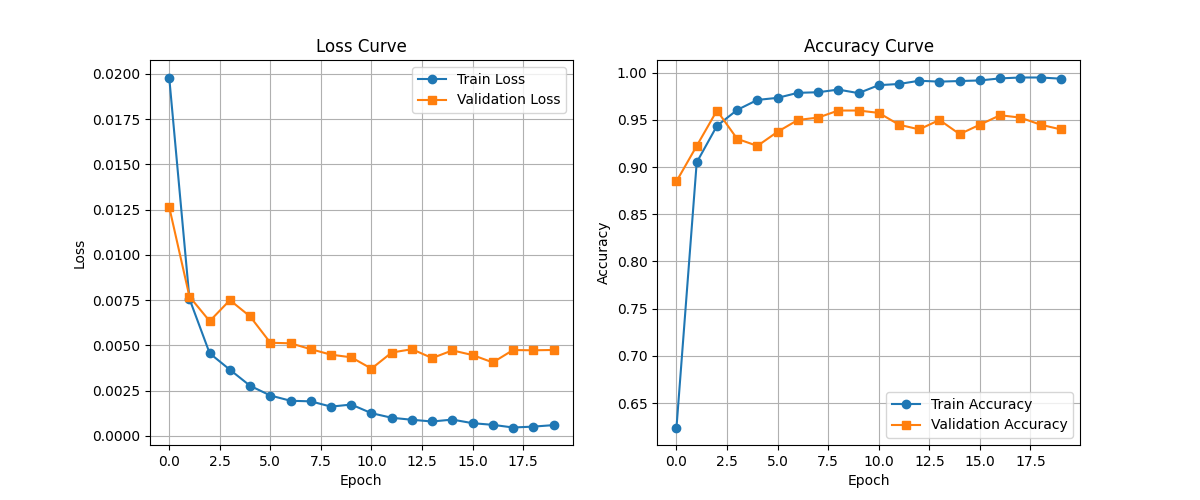 Loss Curve
Train Loss
Validation Loss
0.0200
0.0175
0.0150
0.0125
0.0100
0.0075
0.0050
0.0025
0.0000
Loss
0.0 2.5 5.0 7.5 10.0 12.5 15.0 17.5
Epoch
Accuracy Curve
1.00
0.95
0.90
0.85
0.80
0.75
0.70
0.65
Accuracy
Train Accuracy
Validation Accuracy
0.0 2.5 5.0 7.5 10.0 12.5 15.0 17.5
Epoch